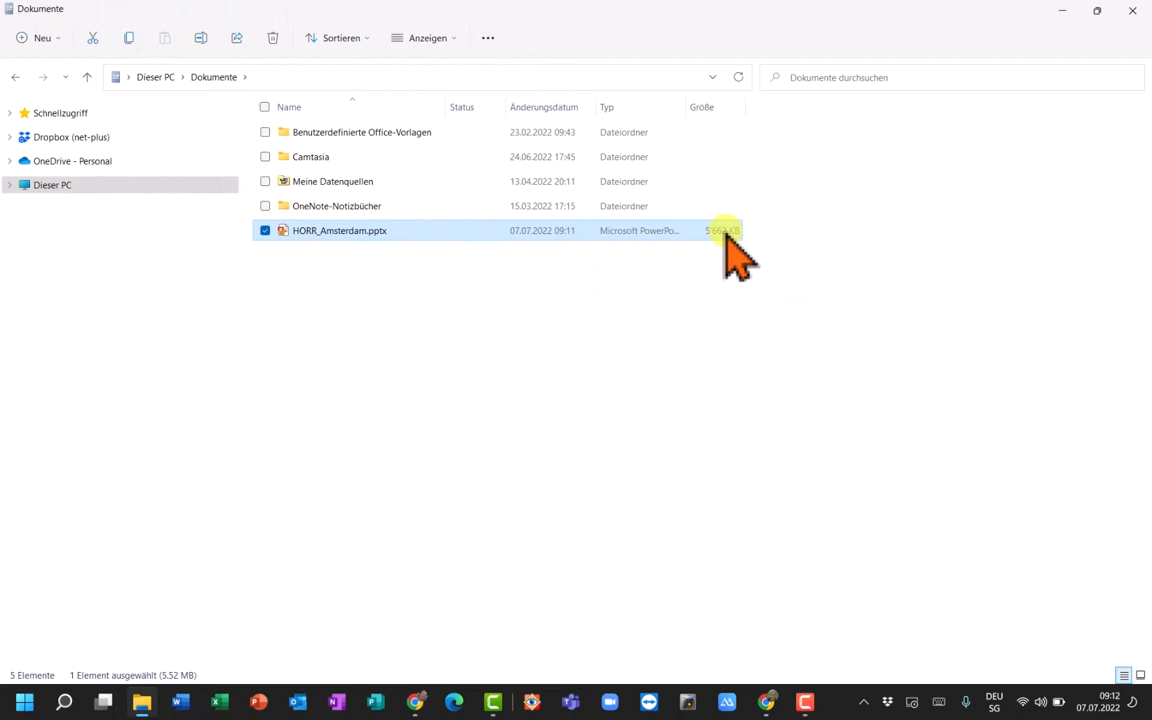 Dokumente
Neu
Sortieren
Anzeigen
Dieser PC > Dokumente >
Dokumente durchsuchen
Name Status Änderungsdatum Typ Größe
Schnellzugriff
Dropbox (net-plus)
OneDrive - Personal
Dieser PC
Benutzerdefinierte Office-Vorlagen 23.02.2022 09:43 Dateiordner
Camtasia 24.06.2022 17:45 Dateiordner
Meine Datenquellen 13.04.2022 20:11 Dateiordner
OneNote-Notizbücher 15.03.2022 17:15 Dateiordner
HORR_Amsterdam.pptx 07.07.2022 09:11 Microsoft PowerPo... KB
5 Elemente 1 Element ausgewählt (5.52 MB)
DEU
SG
09:12
07.07.2022